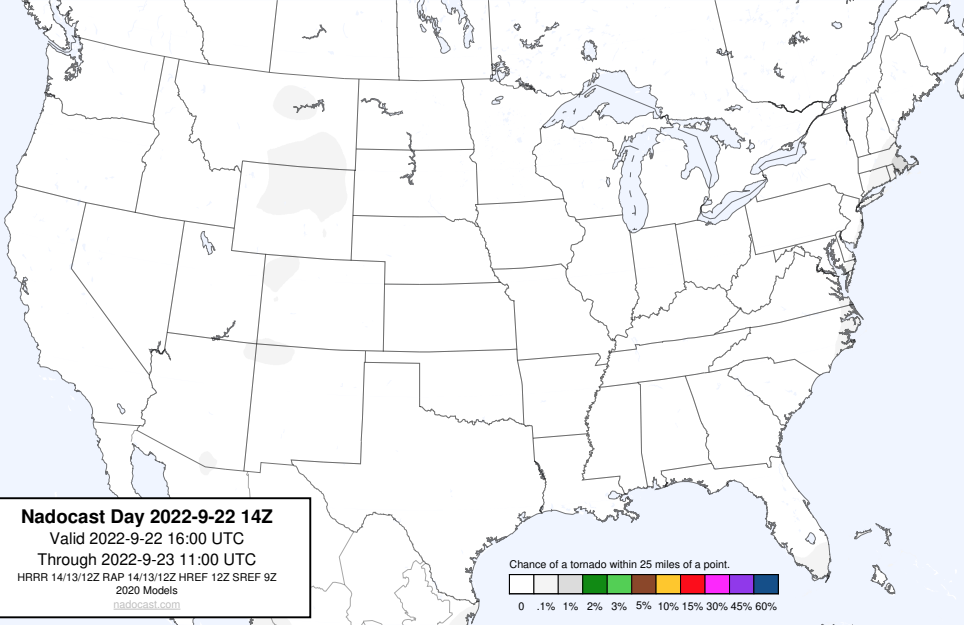 Nadocast Day 2022-9-22 14Z
Valid 2022-9-22 16:00 UTC
Through 2022-9-23 11:00 UTC
HRRR 14/13/12Z RAP 14/13/12Z HREF 12Z SREF 9Z
2020 Models
nadocast.com
Chance of a tornado within 25 miles of a point.
0 .1% 1% 2% 3% 5% 10% 15% 30% 45% 60%